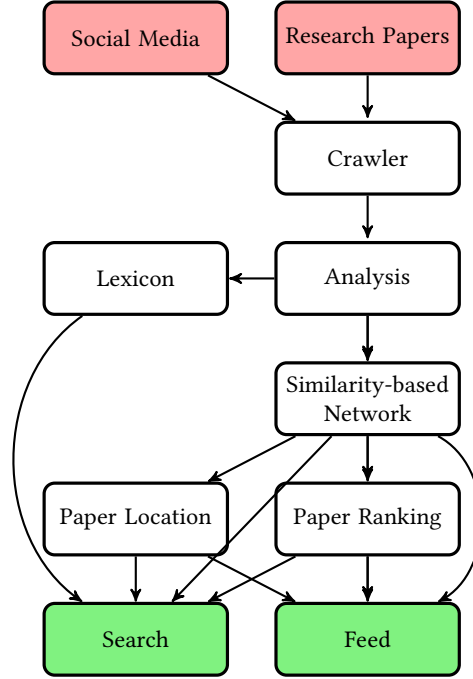 Social Media
Research Papers
Crawler
Lexicon
Analysis
Similarity-based
Network
Paper Location
Paper Ranking
Search
Feed